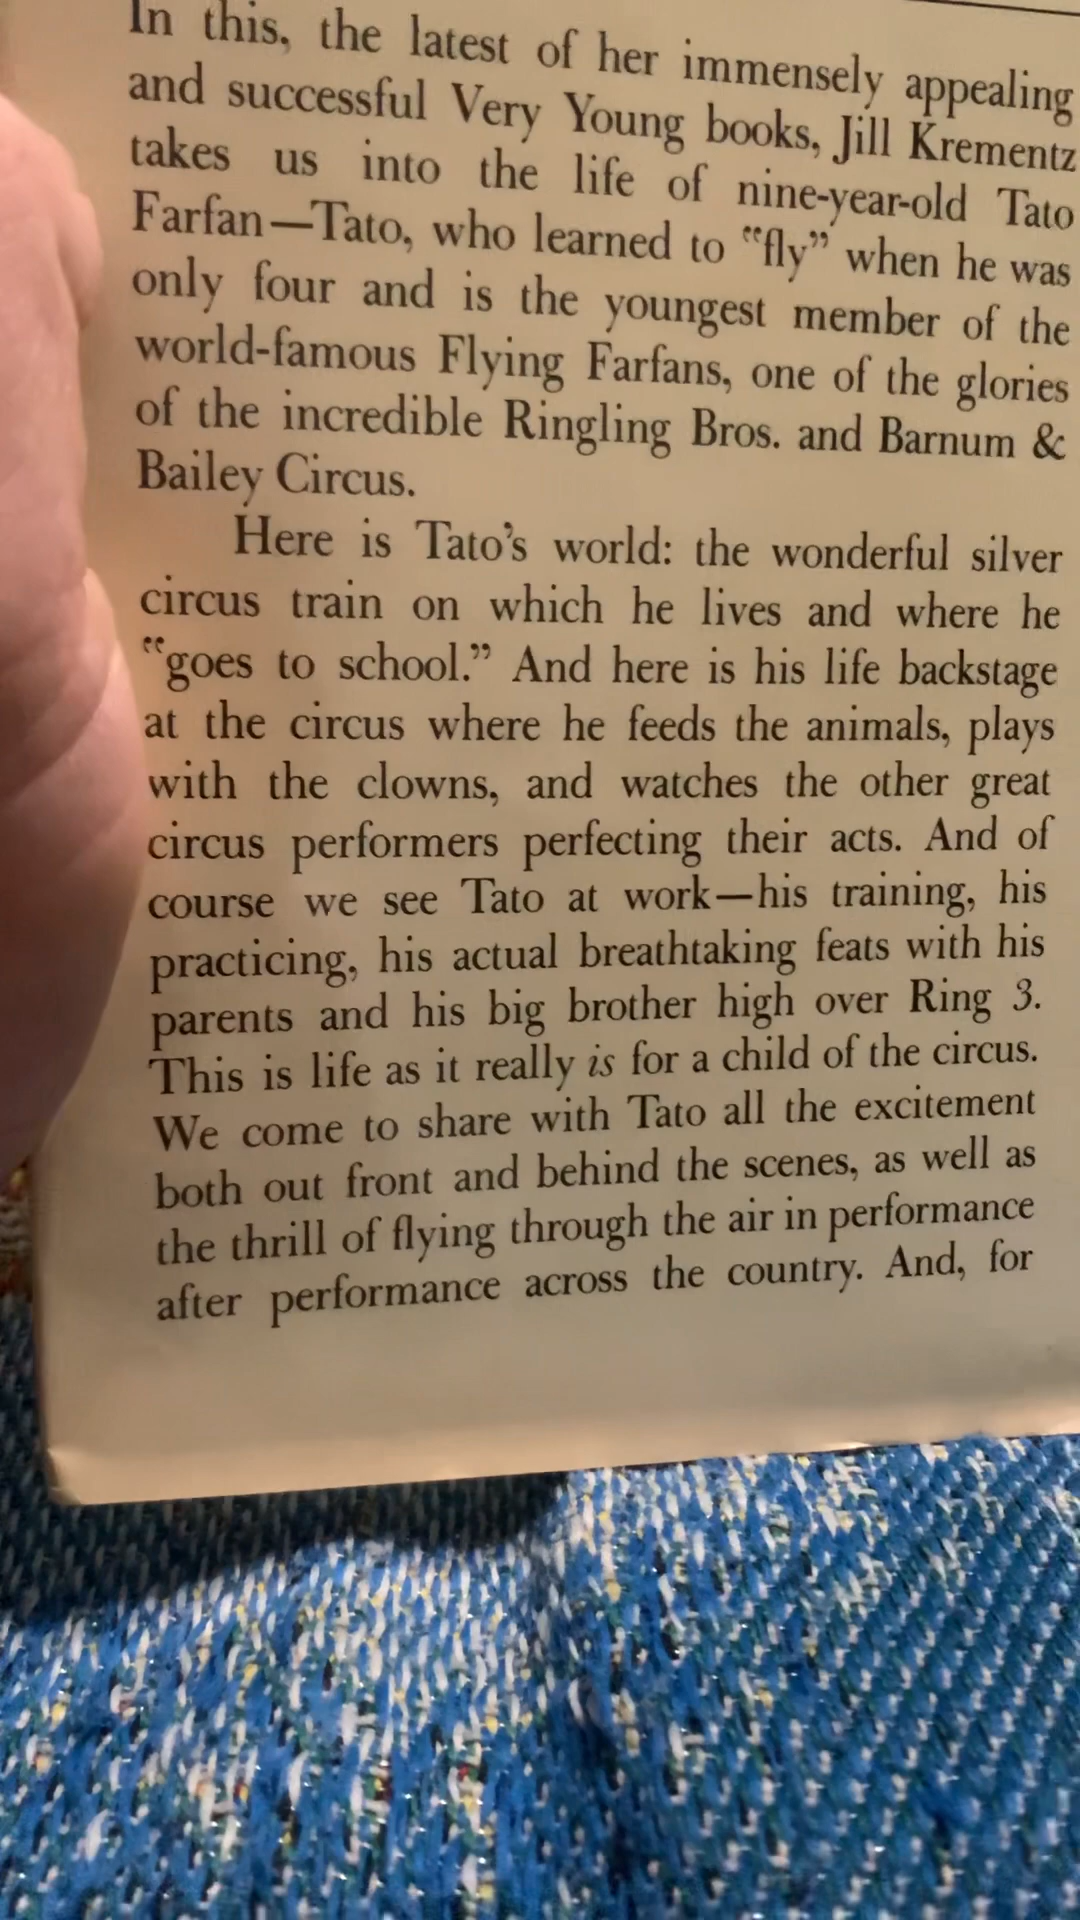 In this, the latest of her immensely appealing
and successful Very Young books, Jill Krementz
takes us into the life of nine-year-old Tato
Farfan—Tato, who learned to “fly” when he was
only four and is the youngest member of the
world-famous Flying Farfans, one of the glories
of the incredible Ringling Bros. and Barnum &
Bailey Circus.
Here is Tato’s world: the wonderful silver
circus train on which he lives and where he
“goes to school.” And here is his life backstage
at the circus where he feeds the animals, plays
with the clowns, and watches the other great
circus performers perfecting their acts. And of
course we see Tato at work—his training, his
practicing, his actual breathtaking feats with his
parents and his big brother high over Ring 3.
This is life as it really is for a child of the circus.
We come to share with Tato all the excitement
both out front and behind the scenes, as well as
the thrill of flying through the air in performance
after performance across the country. And, for